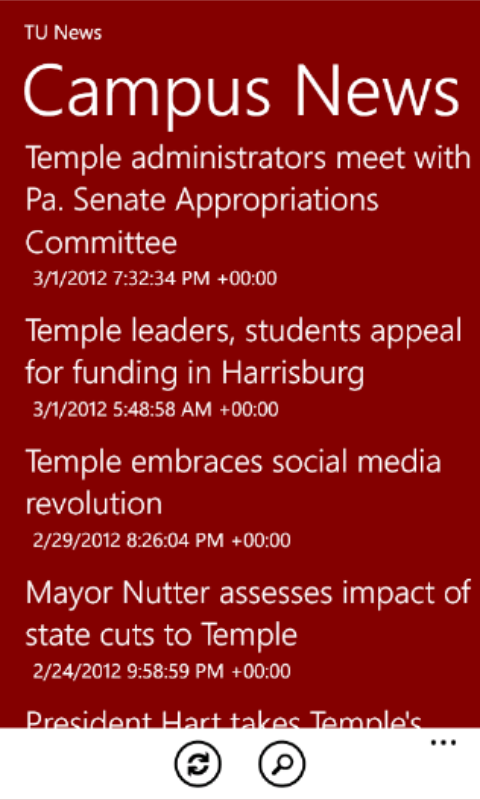 TU News
Campus News
Temple administrators meet with
Pa. Senate Appropriations
Committee
3/1/2012 7:32:34 PM +00:00
Temple leaders, students appeal
for funding in Harrisburg
3/1/2012 5:48:58 AM +00:00
Temple embraces social media
revolution
2/29/2012 8:26:04 PM +00:00
Mayor Nutter assesses impact of
state cuts to Temple
2/24/2012 9:58:59 PM +00:00
President Hart takes Temple's